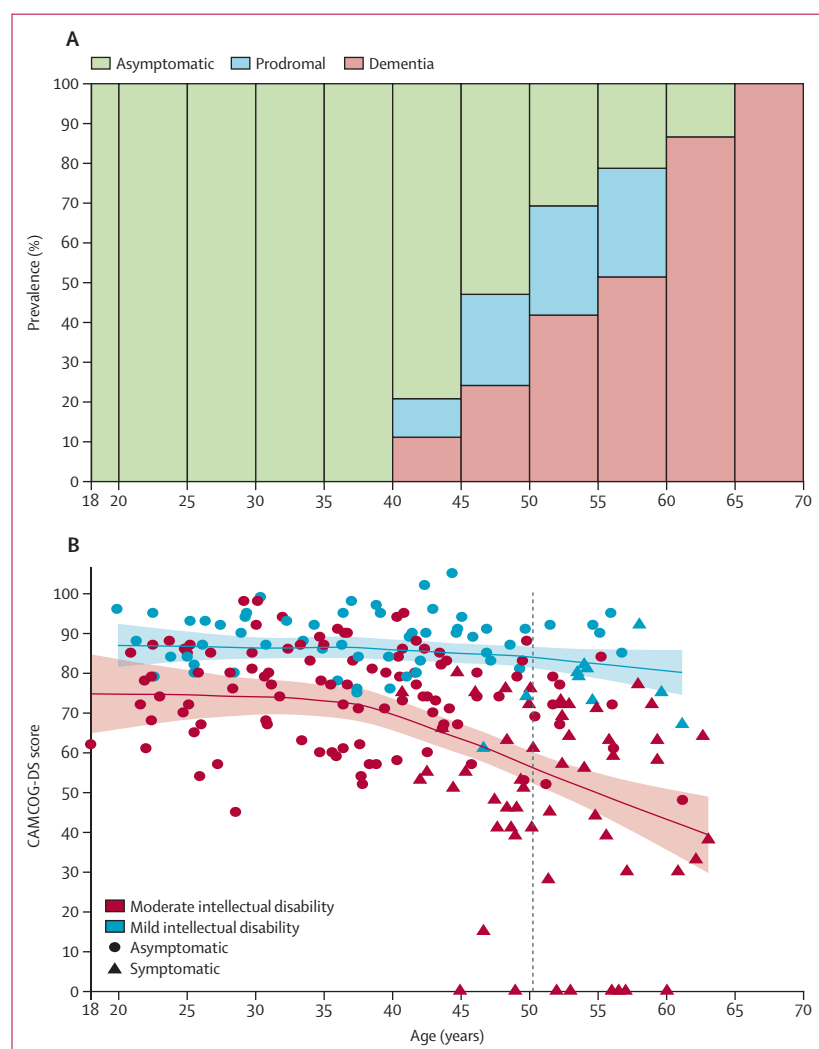 A
Asymptomatic Prodromal Dementia
100
90
80
70
60
50
40
30
20
10
0
Prevalence (%)
18 20 25 30 35 40 45 50 55 60 65 70
B
100
90
80
70
60
50
40
30
20
10
0
CAMCOG-DS score
Moderate intellectual disability
Mild intellectual disability
Asymptomatic
Symptomatic
18 20 25 30 35 40 45 50 55 60 65 70
Age (years)